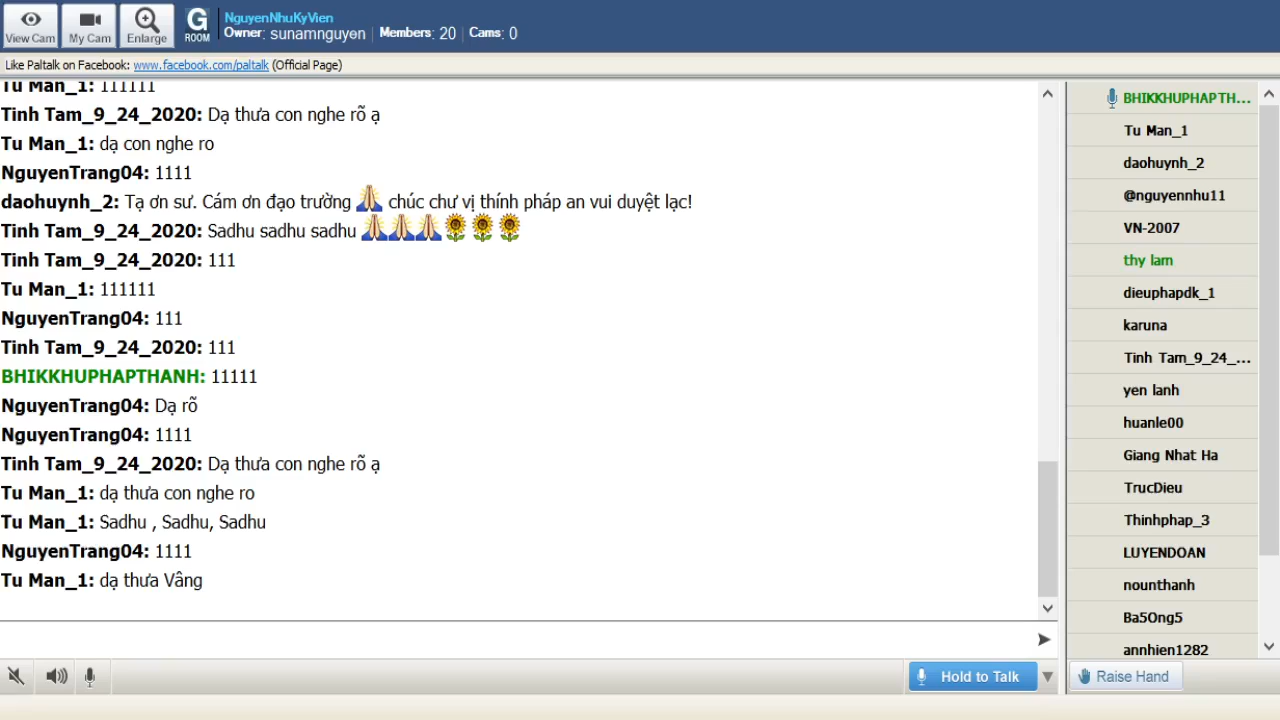 View Cam
My Cam
Enlarge
G
ROOM
NguyenNhuKyVien
Owner: sunamnguyen | Members: 20 | Cams: 0
Like Paltalk on Facebook: www.facebook.com/paltalk (Official Page)
Tu Man_1: 111111
Tinh Tam_9_24_2020: Dạ thưa con nghe rõ ạ
Tu Man_1: dạ con nghe ro
NguyenTrang04: 1111
daohuynh_2: Tạ ơn sư. Cám ơn đạo trường 🙏 chúc chư vị thính pháp an vui duyệt lạc!
Tinh Tam_9_24_2020: Sadhu sadhu sadhu 🙏🙏🙏🌻🌻🌻
Tinh Tam_9_24_2020: 111
Tu Man_1: 111111
NguyenTrang04: 111
Tinh Tam_9_24_2020: 111
BHIKKHUPHAPTHANH: 11111
NguyenTrang04: Dạ rõ
NguyenTrang04: 1111
Tinh Tam_9_24_2020: Dạ thưa con nghe rõ ạ
Tu Man_1: dạ thưa con nghe ro
Tu Man_1: Sadhu , Sadhu, Sadhu
NguyenTrang04: 1111
Tu Man_1: dạ thưa Vâng
BHIKKHUPHAPTH...
Tu Man_1
daohuynh_2
@nguyennhu11
VN-2007
thy lam
dieuphapdk_1
karuna
Tinh Tam_9_24_...
yen lanh
huanle00
Giang Nhat Ha
TrucDieu
Thinhphap_3
LUYENDOAN
nounthanh
Ba5Ong5
annhien1282
Hold to Talk
Raise Hand